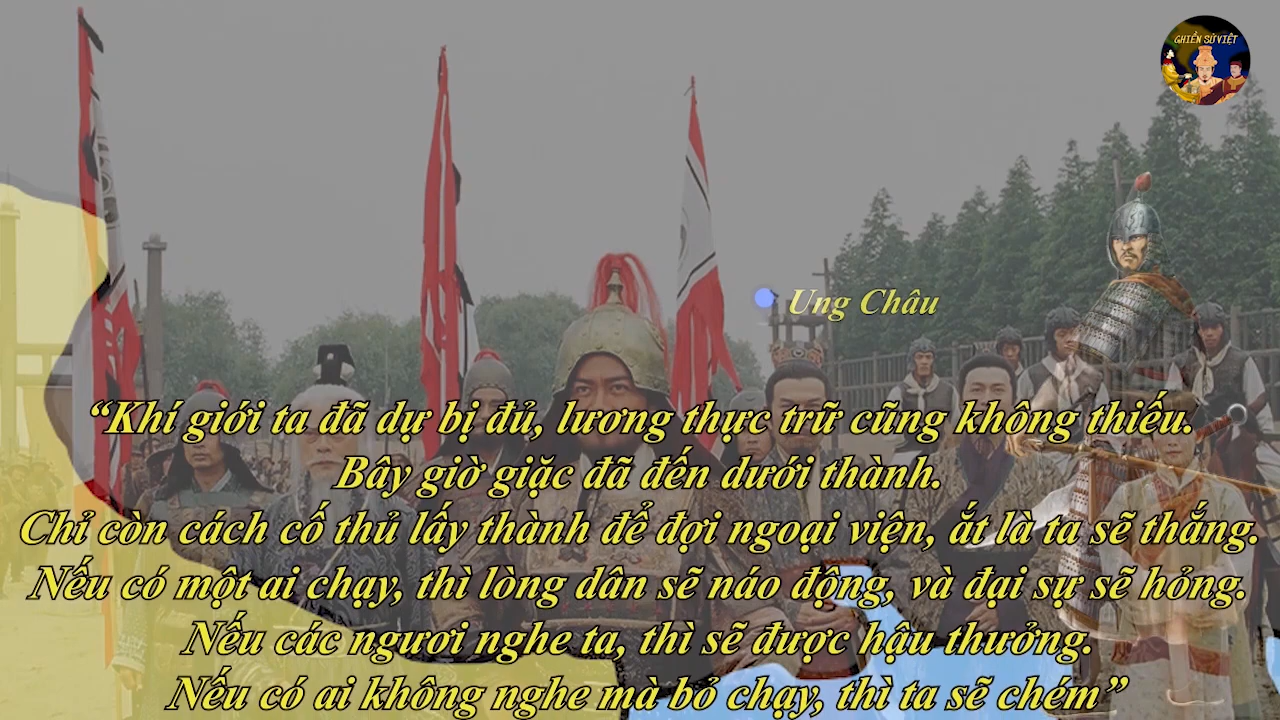 GHIỀN SỬ VIỆT
Ung Châu
“Khí giới ta đã dự bị đủ, lương thực trữ cũng không thiếu.
Bây giờ giặc đã đến dưới thành.
Chỉ còn cách cố thủ lấy thành để đợi ngoại viện, ắt là ta sẽ thắng.
Nếu có một ai chạy, thì lòng dân sẽ náo động, và đại sự sẽ hỏng.
Nếu các ngươi nghe ta, thì sẽ được hậu thưởng.
Nếu có ai không nghe mà bỏ chạy, thì ta sẽ chém”